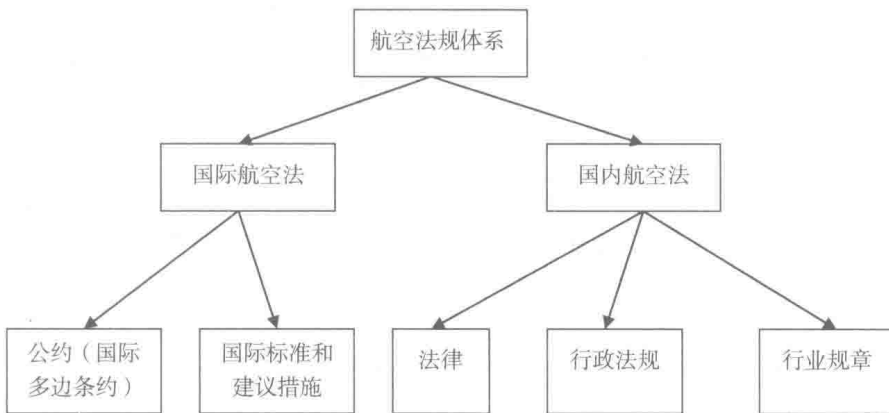 航空法规体系
国际航空法
国内航空法
公约（国际
多边条约）
国际标准和
建议措施
法律
行政法规
行业规章